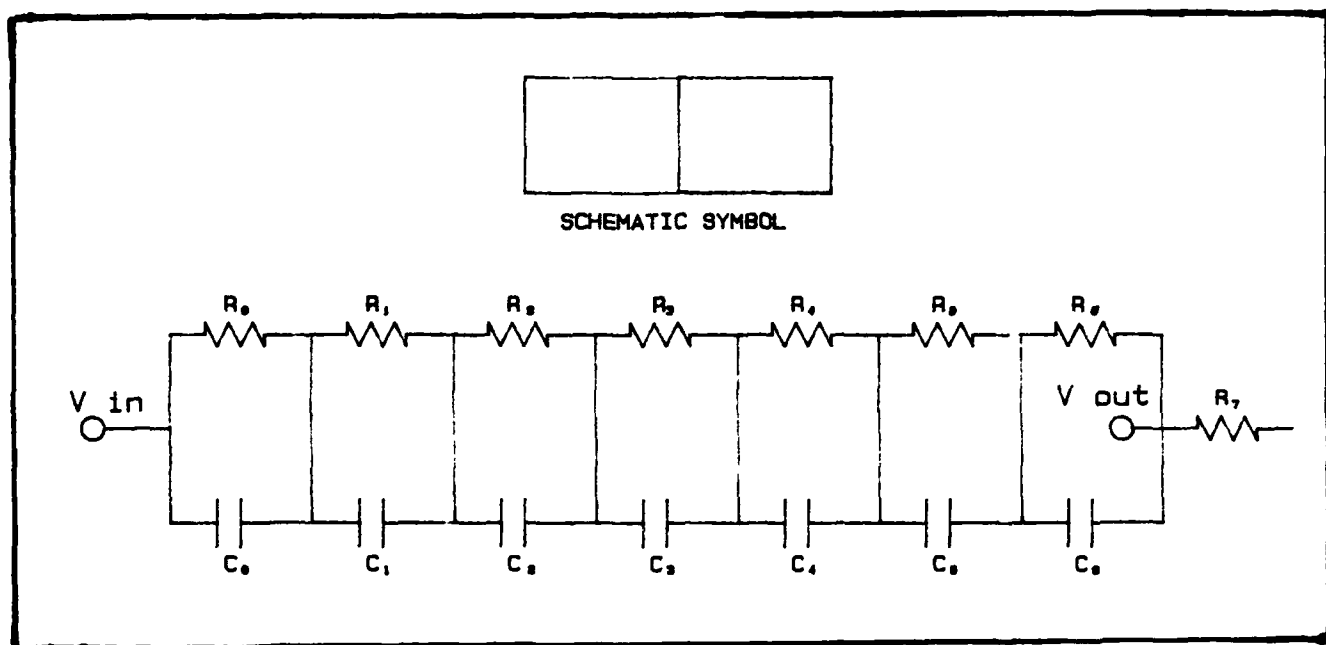 SCHEMATIC SYMBOL
R₀ R₁ R₂ R₃ R₄ R₅ R₆
V in V out R₇
C₀ C₁ C₂ C₃ C₄ C₅ C₆